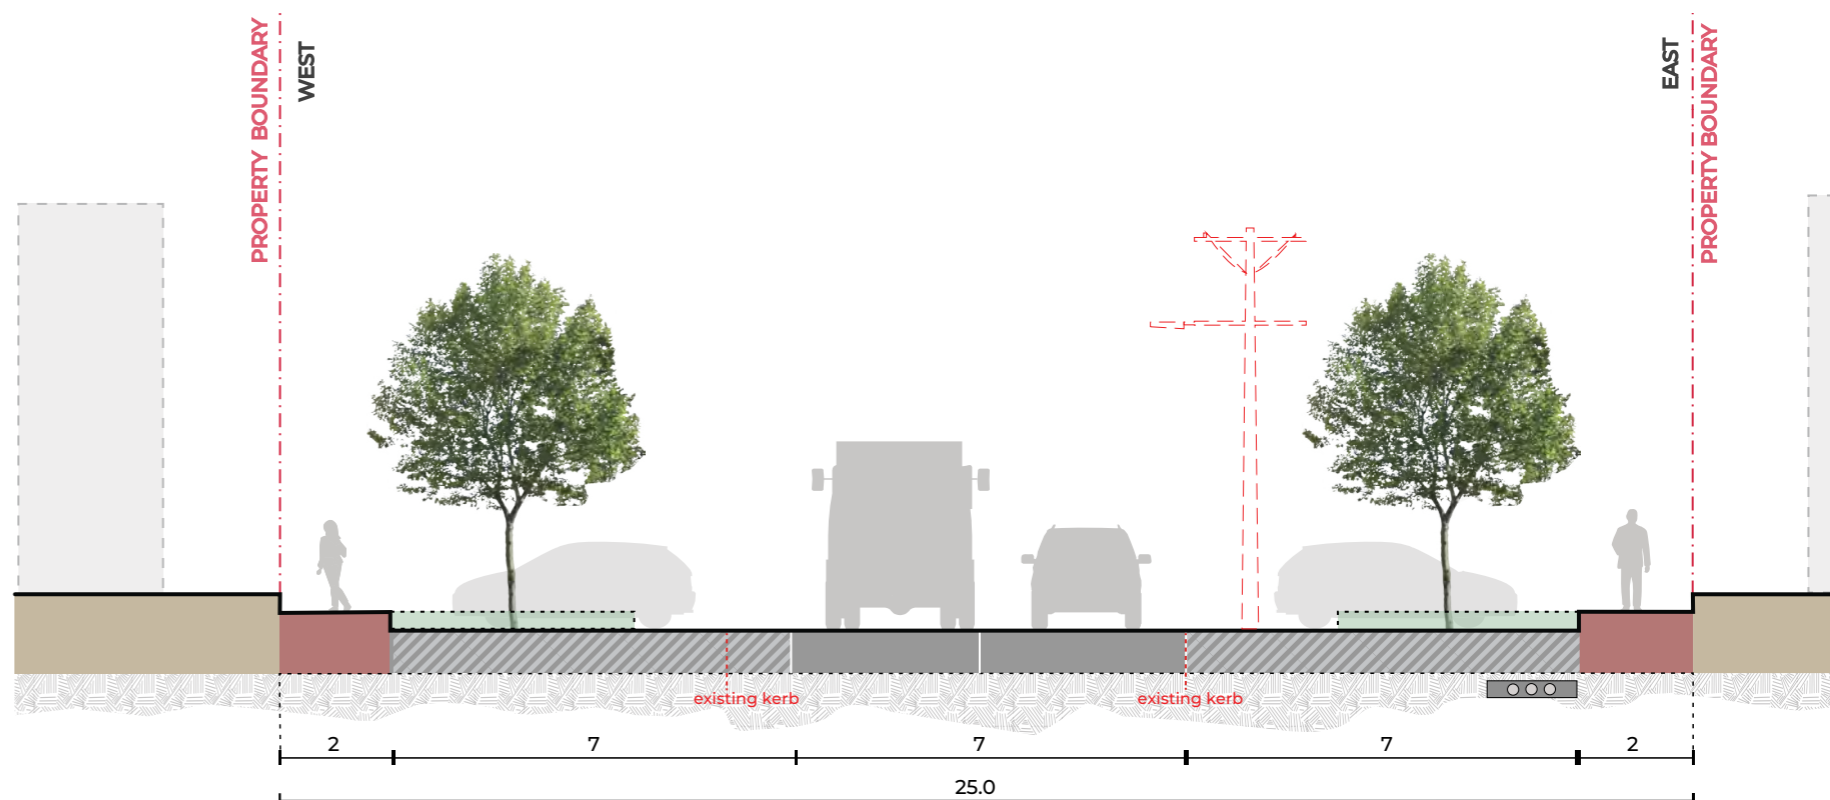 PROPERTY BOUNDARY
WEST
EAST
PROPERTY BOUNDARY
existing kerb
existing kerb
2
7
7
7
2
25.0